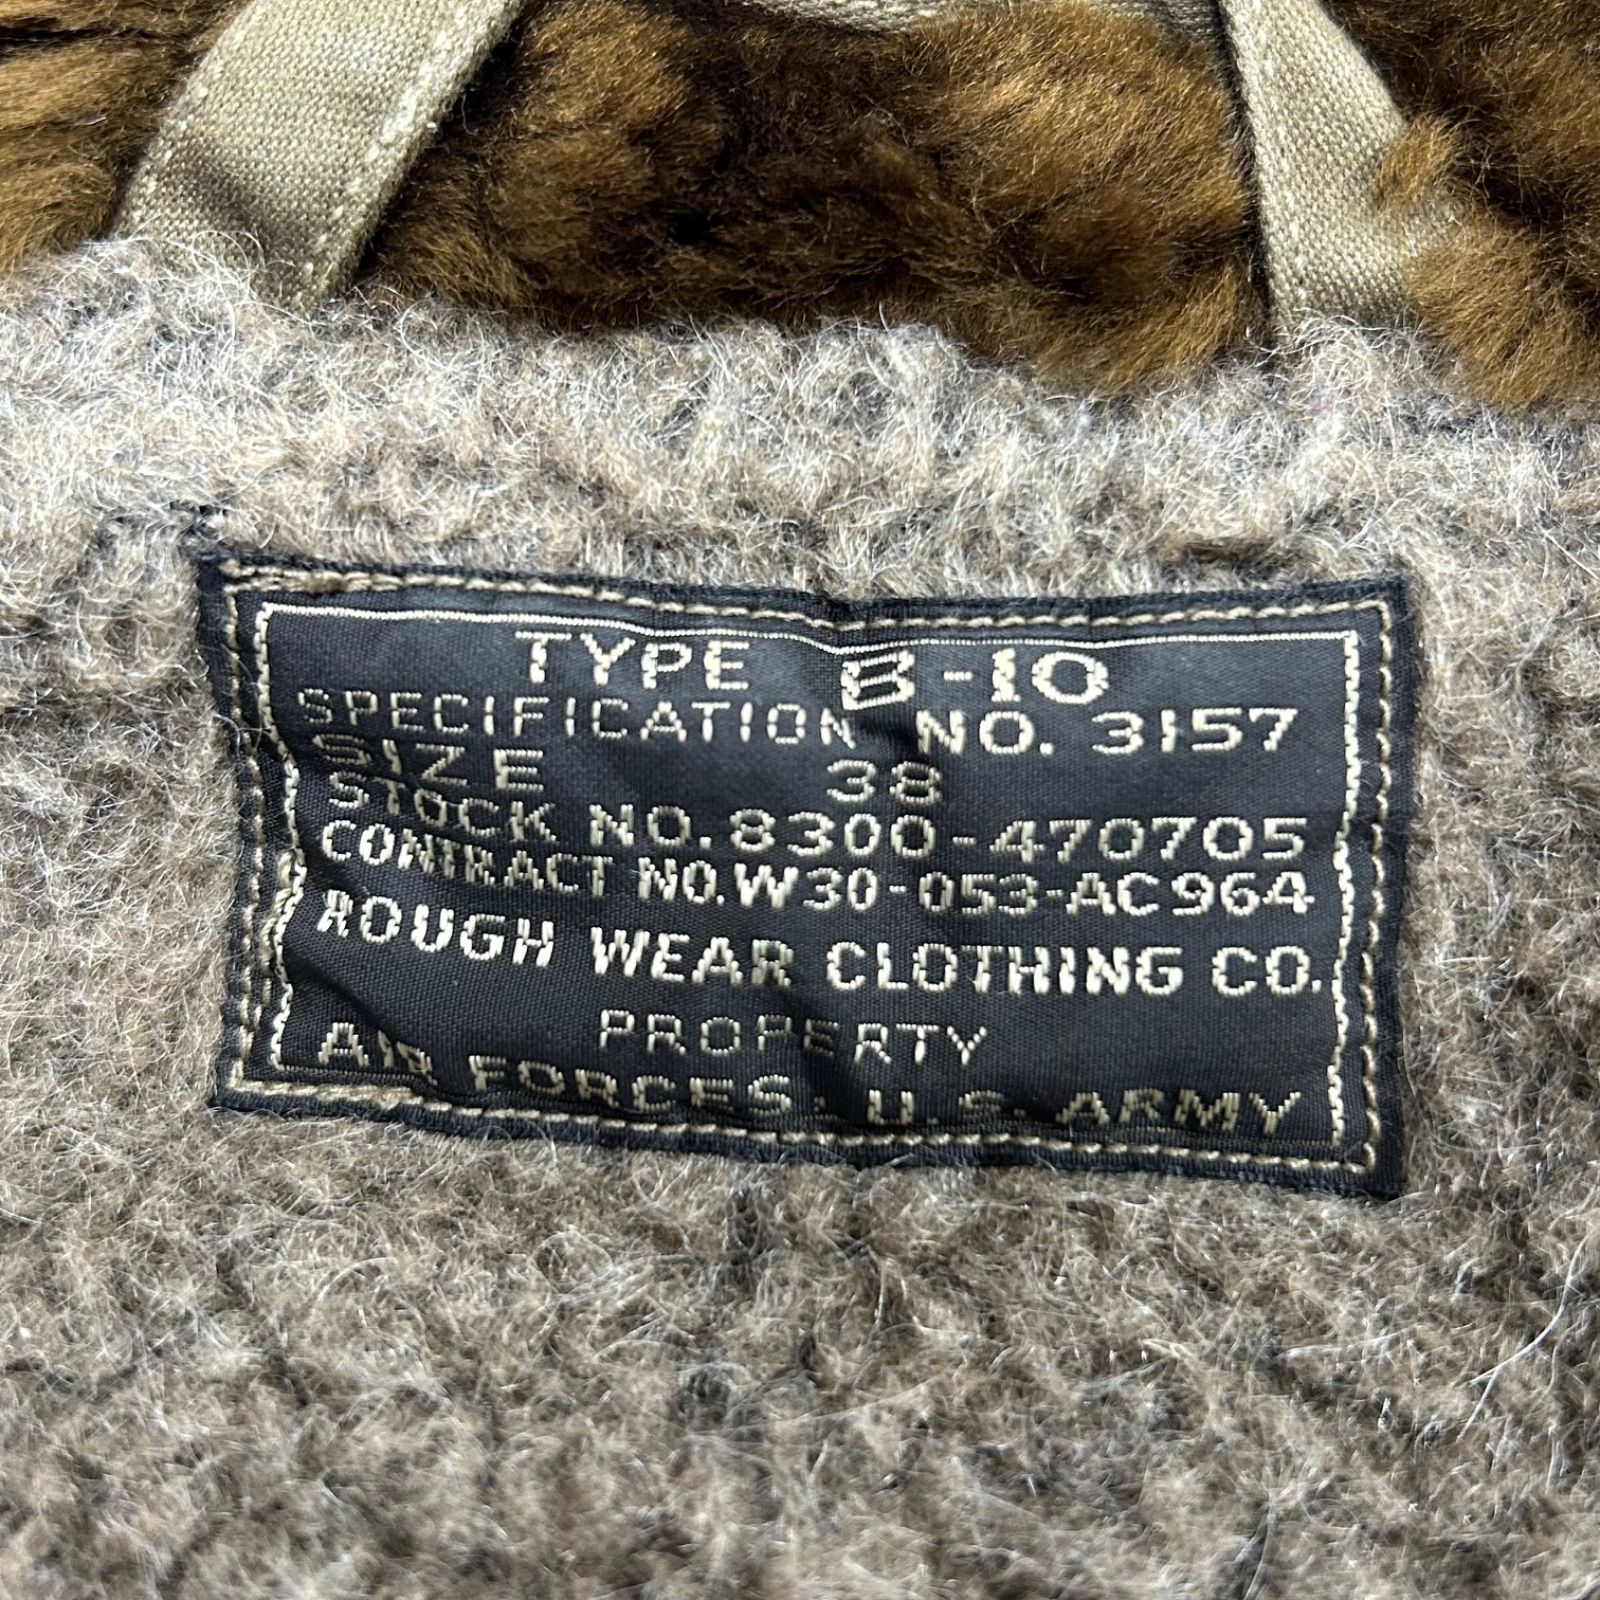 TYPE B-10
SPECIFICATION NO. 3157
SIZE 38
STOCK NO. 8300-470705
CONTRACT NO. W30-053-AC964
ROUGH WEAR CLOTHING CO.
PROPERTY
AIR FORCES, U.S. ARMY